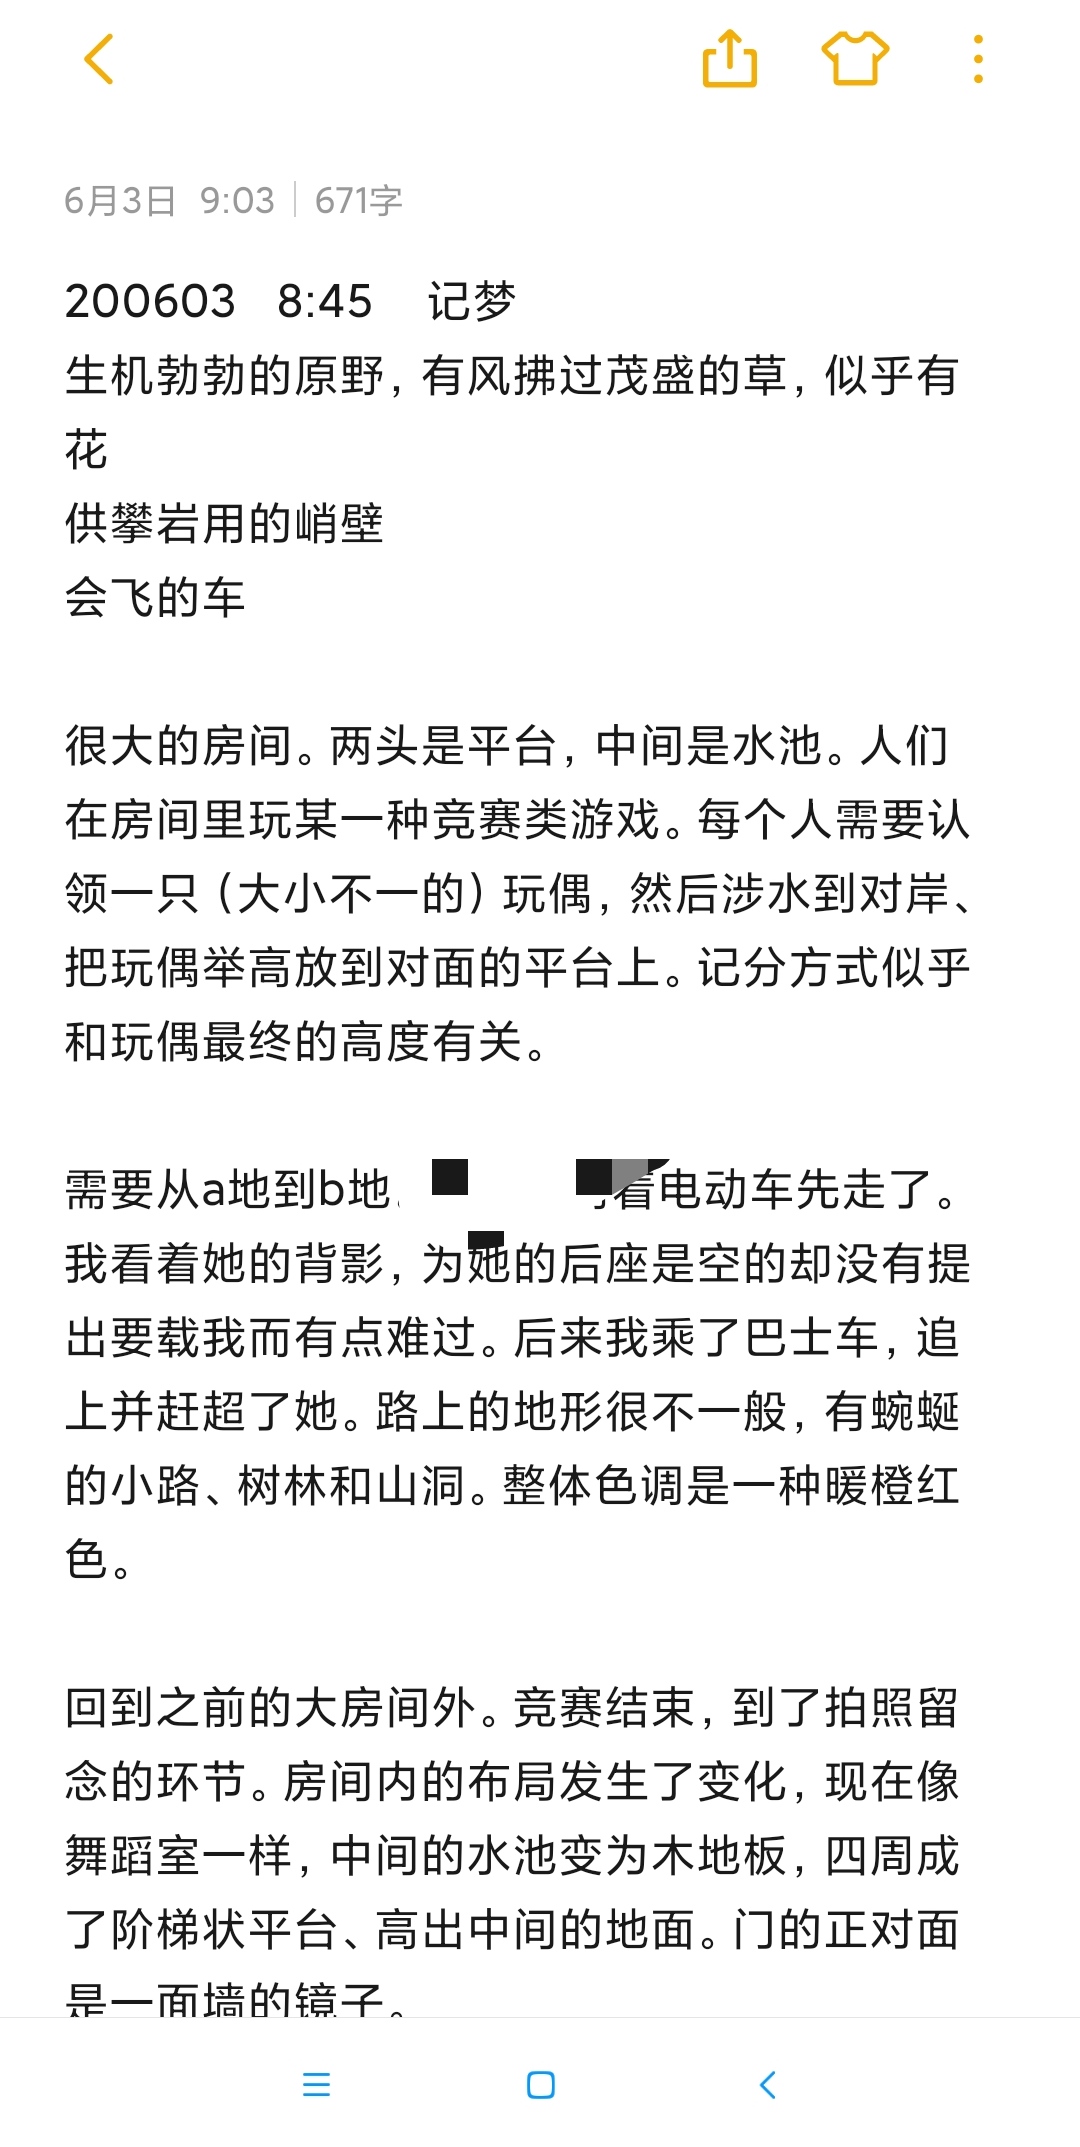 6月3日 9:03 | 671字
200603 8:45 记梦
生机勃勃的原野，有风拂过茂盛的草，似乎有
花
供攀岩用的峭壁
会飞的车
很大的房间。两头是平台，中间是水池。人们
在房间里玩某一种竞赛类游戏。每个人需要认
领一只（大小不一的）玩偶，然后涉水到对岸、
把玩偶举高放到对面的平台上。记分方式似乎
和玩偶最终的高度有关。
需要从a地到b地 着电动车先走了。
我看着她的背影，为她的后座是空的却没有提
出要载我而有点难过。后来我乘了巴士车，追
上并赶超了她。路上的地形很不一般，有蜿蜒
的小路、树林和山洞。整体色调是一种暖橙红
色。
回到之前的大房间外。竞赛结束，到了拍照留
念的环节。房间内的布局发生了变化，现在像
舞蹈室一样，中间的水池变为木地板，四周成
了阶梯状平台、高出中间的地面。门的正对面
是一面墙的镜子。